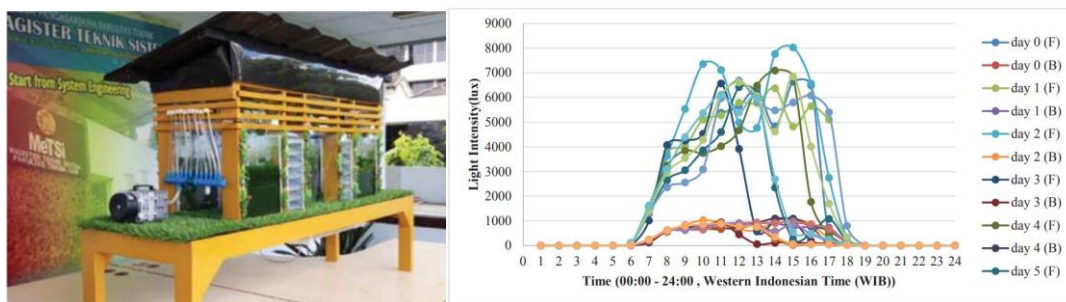 MAGISTER TEKNIK SISTEM
Start from System Engineering
MeTSi
9000
8000
7000
6000
5000
4000
3000
2000
1000
0
Light Intensity(lux)
0 1 2 3 4 5 6 7 8 9 10 11 12 13 14 15 16 17 18 19 20 21 22 23 24
Time (00:00 - 24:00 , Western Indonesian Time (WIB))
day 0 (F)
day 0 (B)
day 1 (F)
day 1 (B)
day 2 (F)
day 2 (B)
day 3 (F)
day 3 (B)
day 4 (F)
day 4 (B)
day 5 (F)